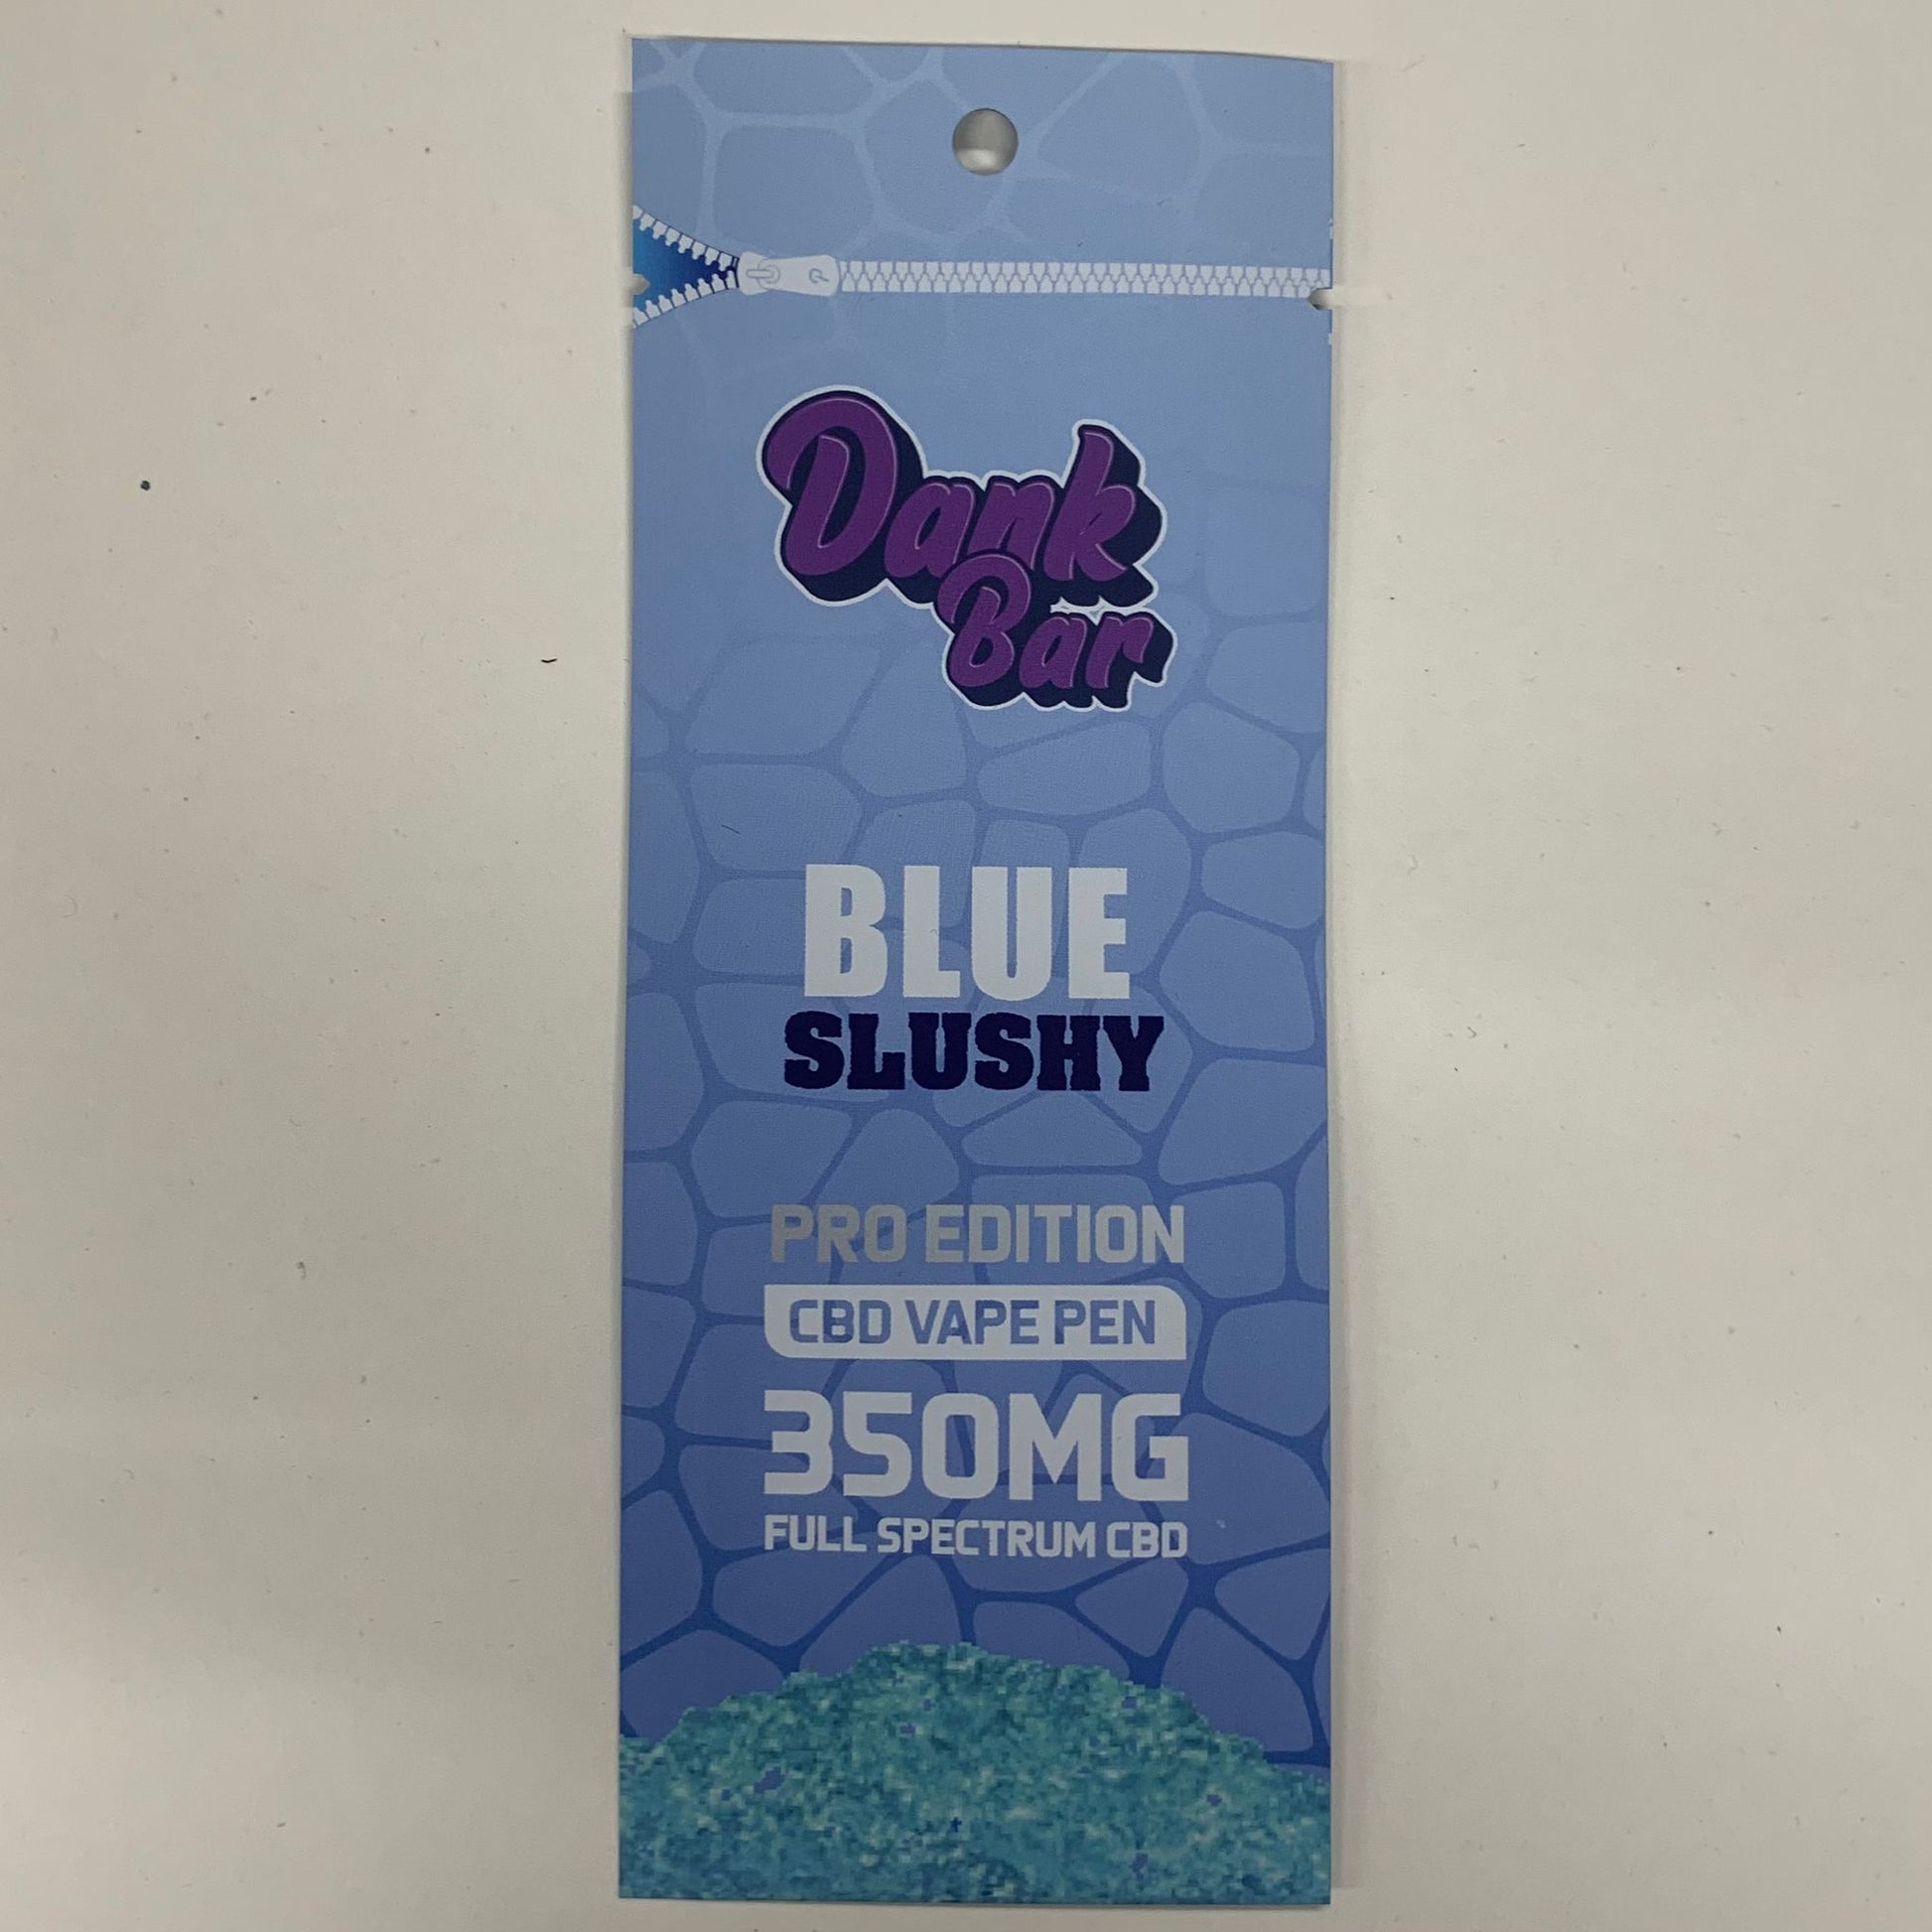 Dank
Bar
BLUE
SLUSHY
PRO EDITION
CBD VAPE PEN
350MG
FULL SPECTRUM CBD